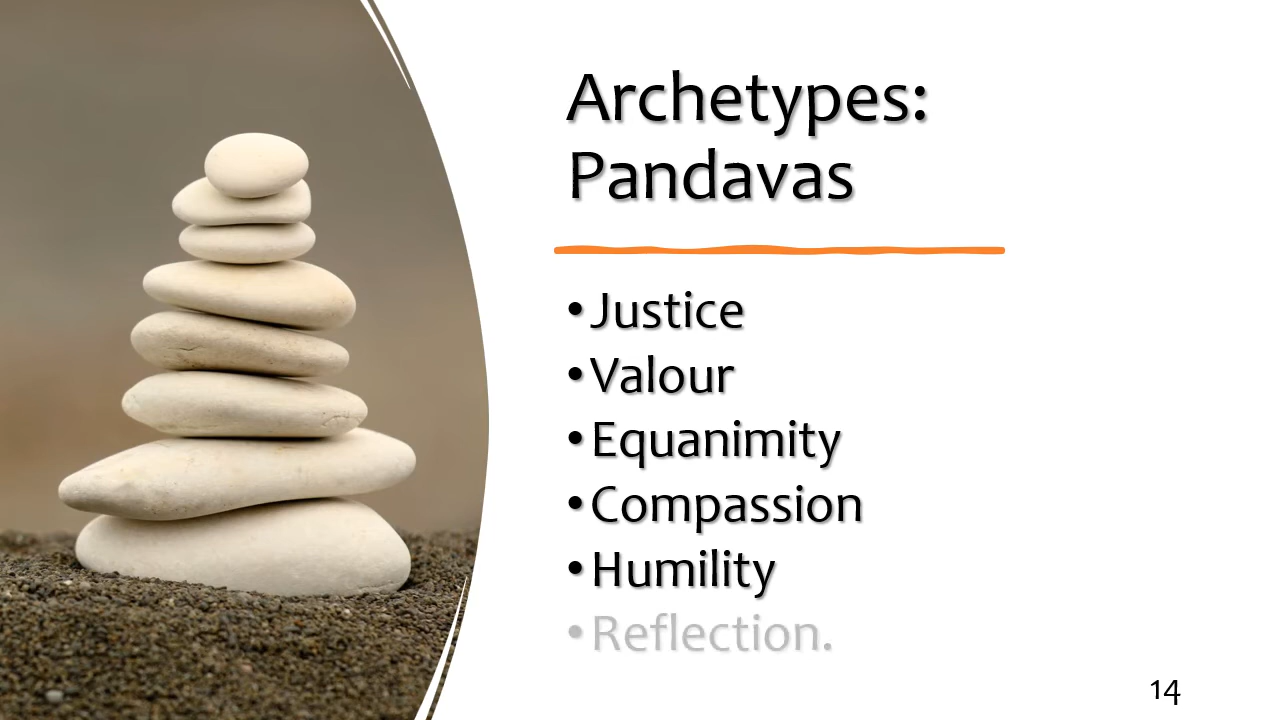 Archetypes:
Pandavas
•Justice
•Valour
•Equanimity
•Compassion
•Humility
•Reflection.
14